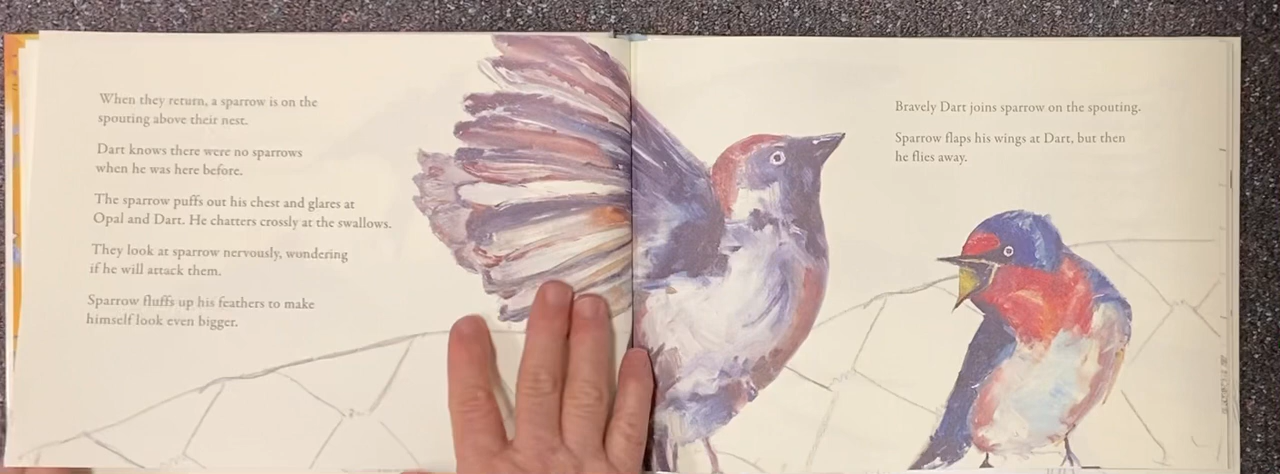 When they return, a sparrow is on the
spouting above their nest.
Dart knows there were no sparrows
when he was here before.
The sparrow puffs out his chest and glares at
Opal and Dart. He chatters crossly at the swallows.
They look at sparrow nervously, wondering
if he will attack them.
Sparrow fluffs up his feathers to make
himself look even bigger.
Bravely Dart joins sparrow on the spouting.
Sparrow flaps his wings at Dart, but then
he flies away.